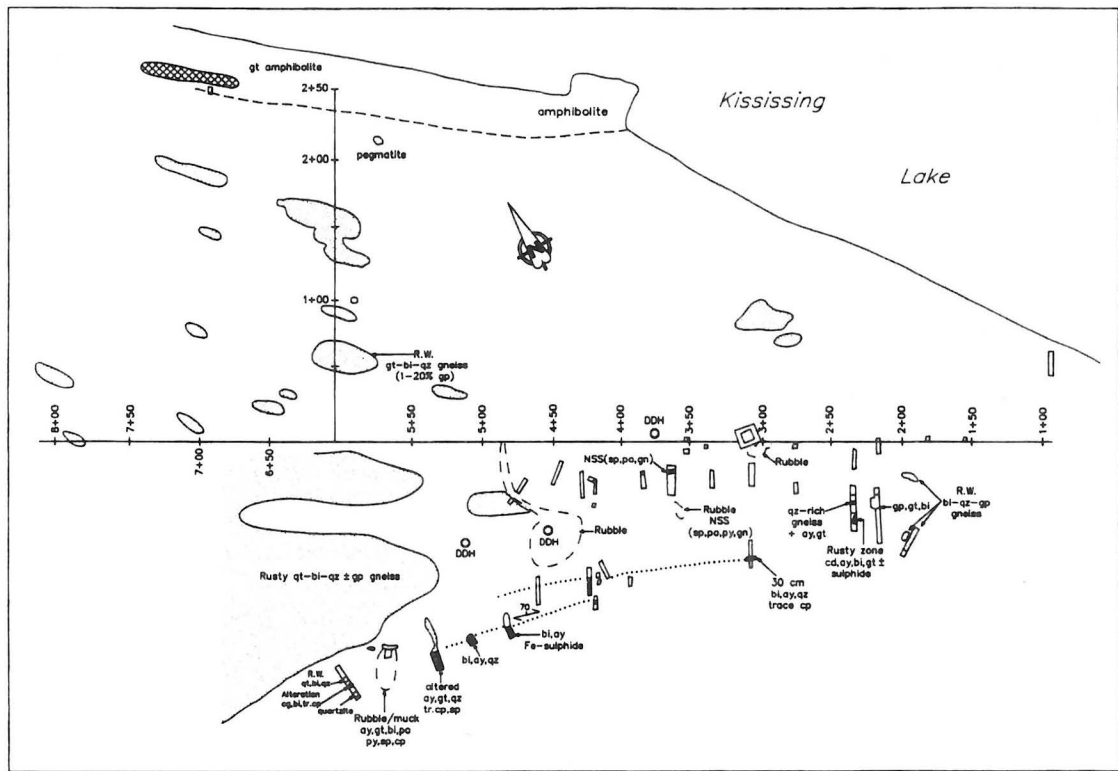 gt amphibolite
2+50
amphibolite
Kississing
Lake
pegmatite
2+00
1+00
R.W.
gt-bi-qz gneiss
(1-20% gp)
8+00
7+50
7+00
6+50
5+50
5+00
4+50
4+00
3+50
3+00
2+50
2+00
1+50
1+00
DDH
NSS(sp,po,gn)
Rubble
Rubble
NSS
(sp,po,py,gn)
qz-rich
gneiss
+ ay,gt
gp,gt,bi
R.W.
bi-qz-gp
gneiss
Rusty zone
cd,ay,bi,gt ±
sulphide
Rubble
DDH
DDH
Rusty qt-bi-qz ± gp gneiss
30 cm
bi,ay,qz
trace cp
70
bi,ay
Fe-sulphide
bi,ay,qz
altered
ay,gt,qz
tr.cp,sp
R.W.
qt,bi,qz
Alteration
cg,bi,tr.cp
quartzite
Rubble/muck
ay,gt,bi,po
py,sp,cp